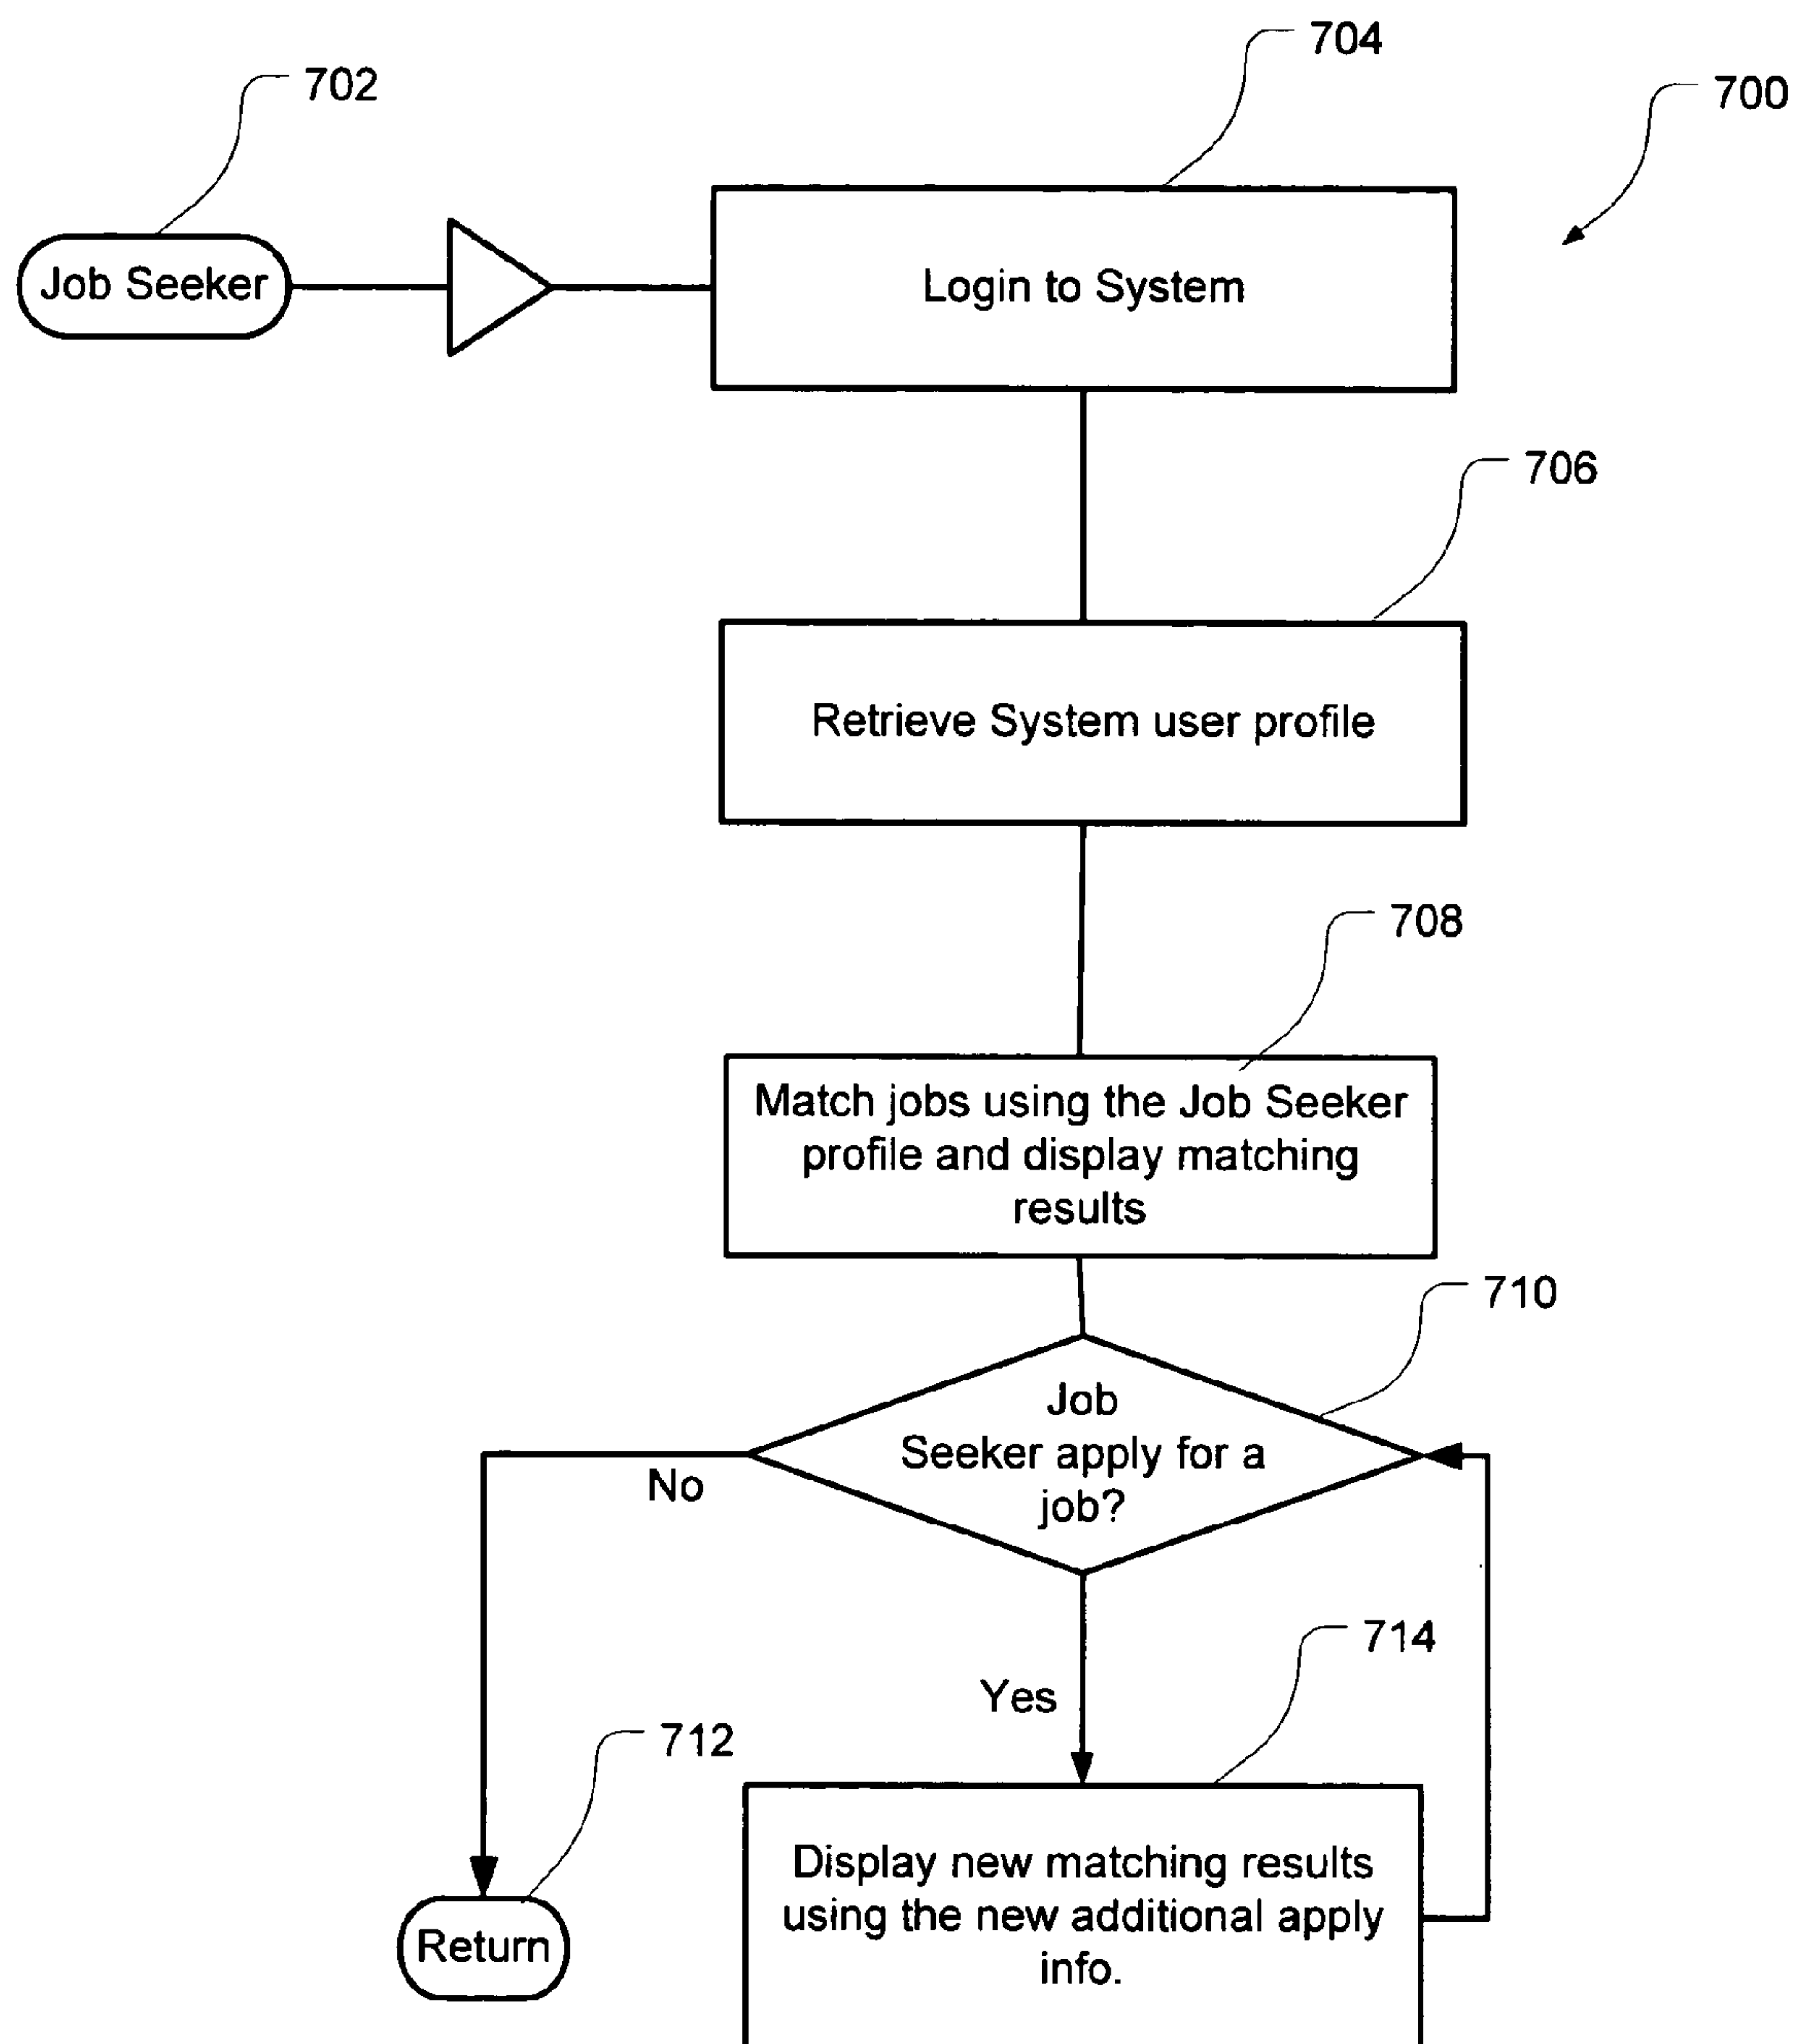 704
702
700
Job Seeker
Login to System
706
Retrieve System user profile
708
Match jobs using the Job Seeker
profile and display matching
results
710
Job
Seeker apply for a
job?
No
714
Yes
712
Display new matching results
using the new additional apply
info.
Return